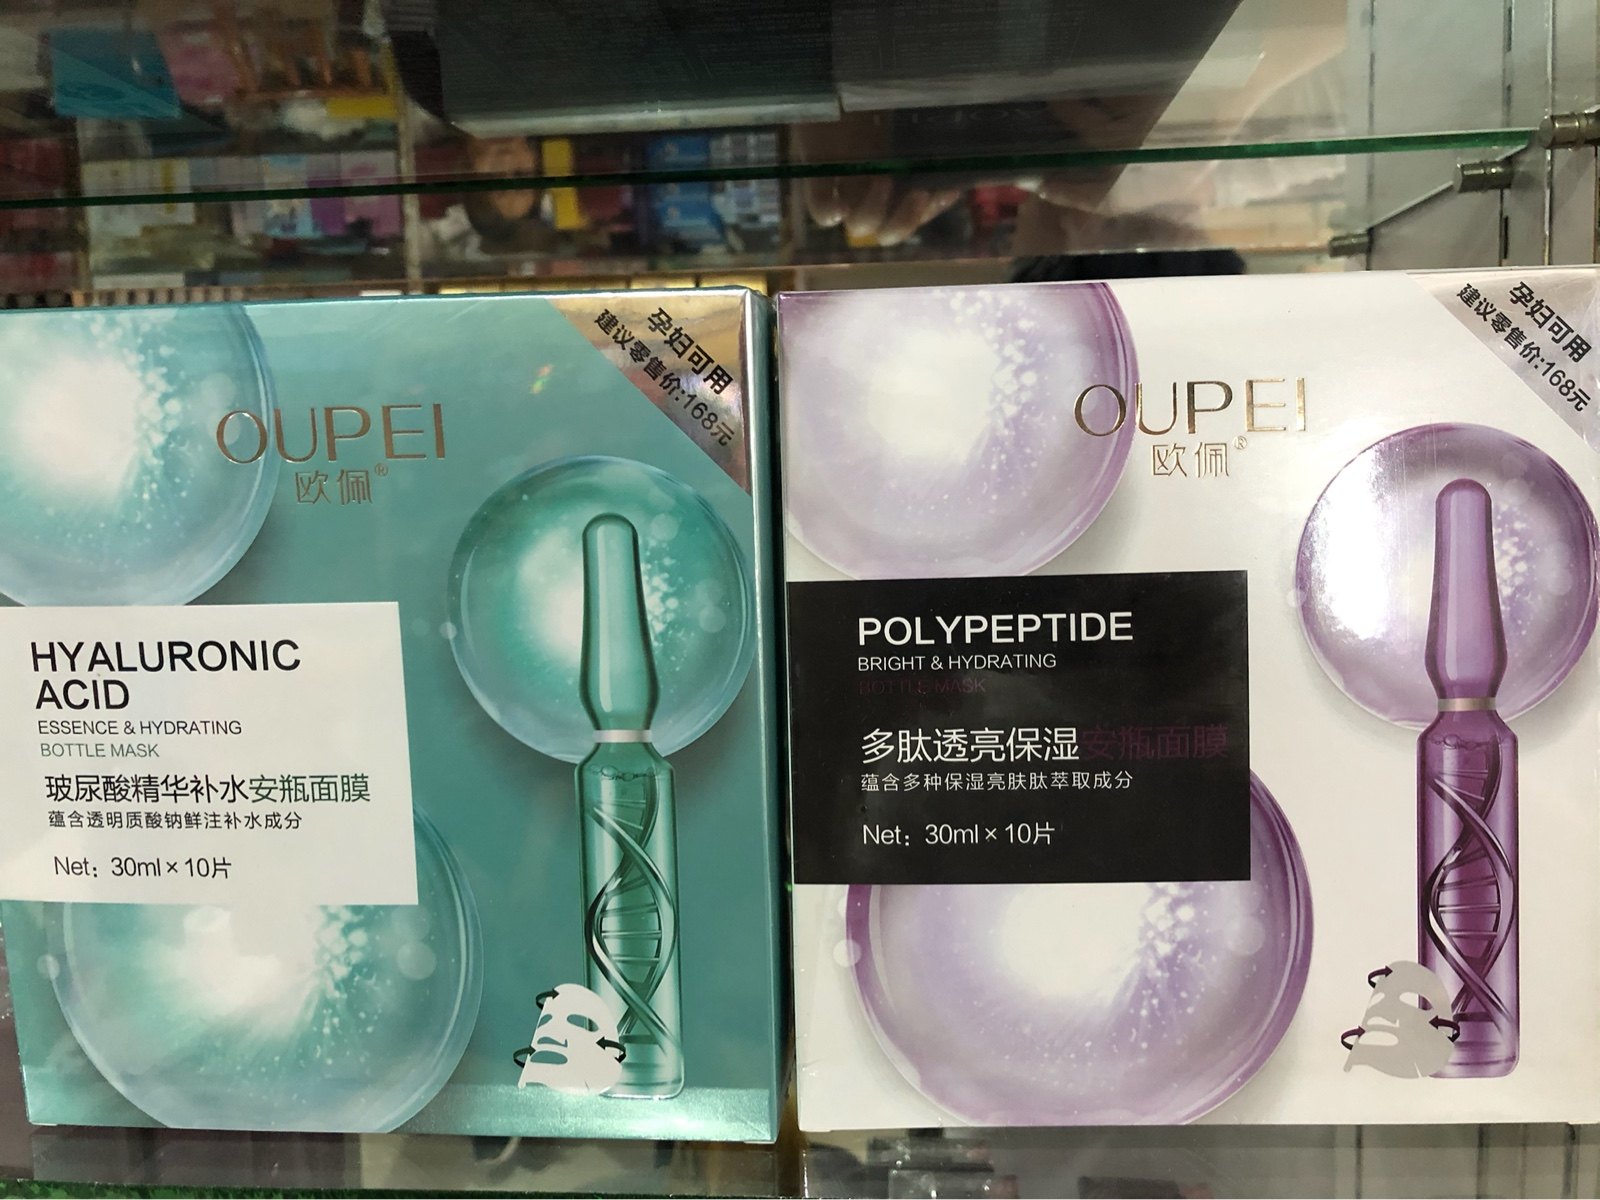 孕妇可用
建议零售价:168元
OUPEI
欧佩®
HYALURONIC
ACID
ESSENCE & HYDRATING
BOTTLE MASK
玻尿酸精华补水安瓶面膜
蕴含透明质酸钠鲜注补水成分
Net: 30ml×10片
孕妇可用
建议零售价:168元
OUPEI
欧佩®
POLYPEPTIDE
BRIGHT & HYDRATING
BOTTLE MASK
多肽透亮保湿安瓶面膜
蕴含多种保湿亮肤肽萃取成分
Net: 30ml×10片